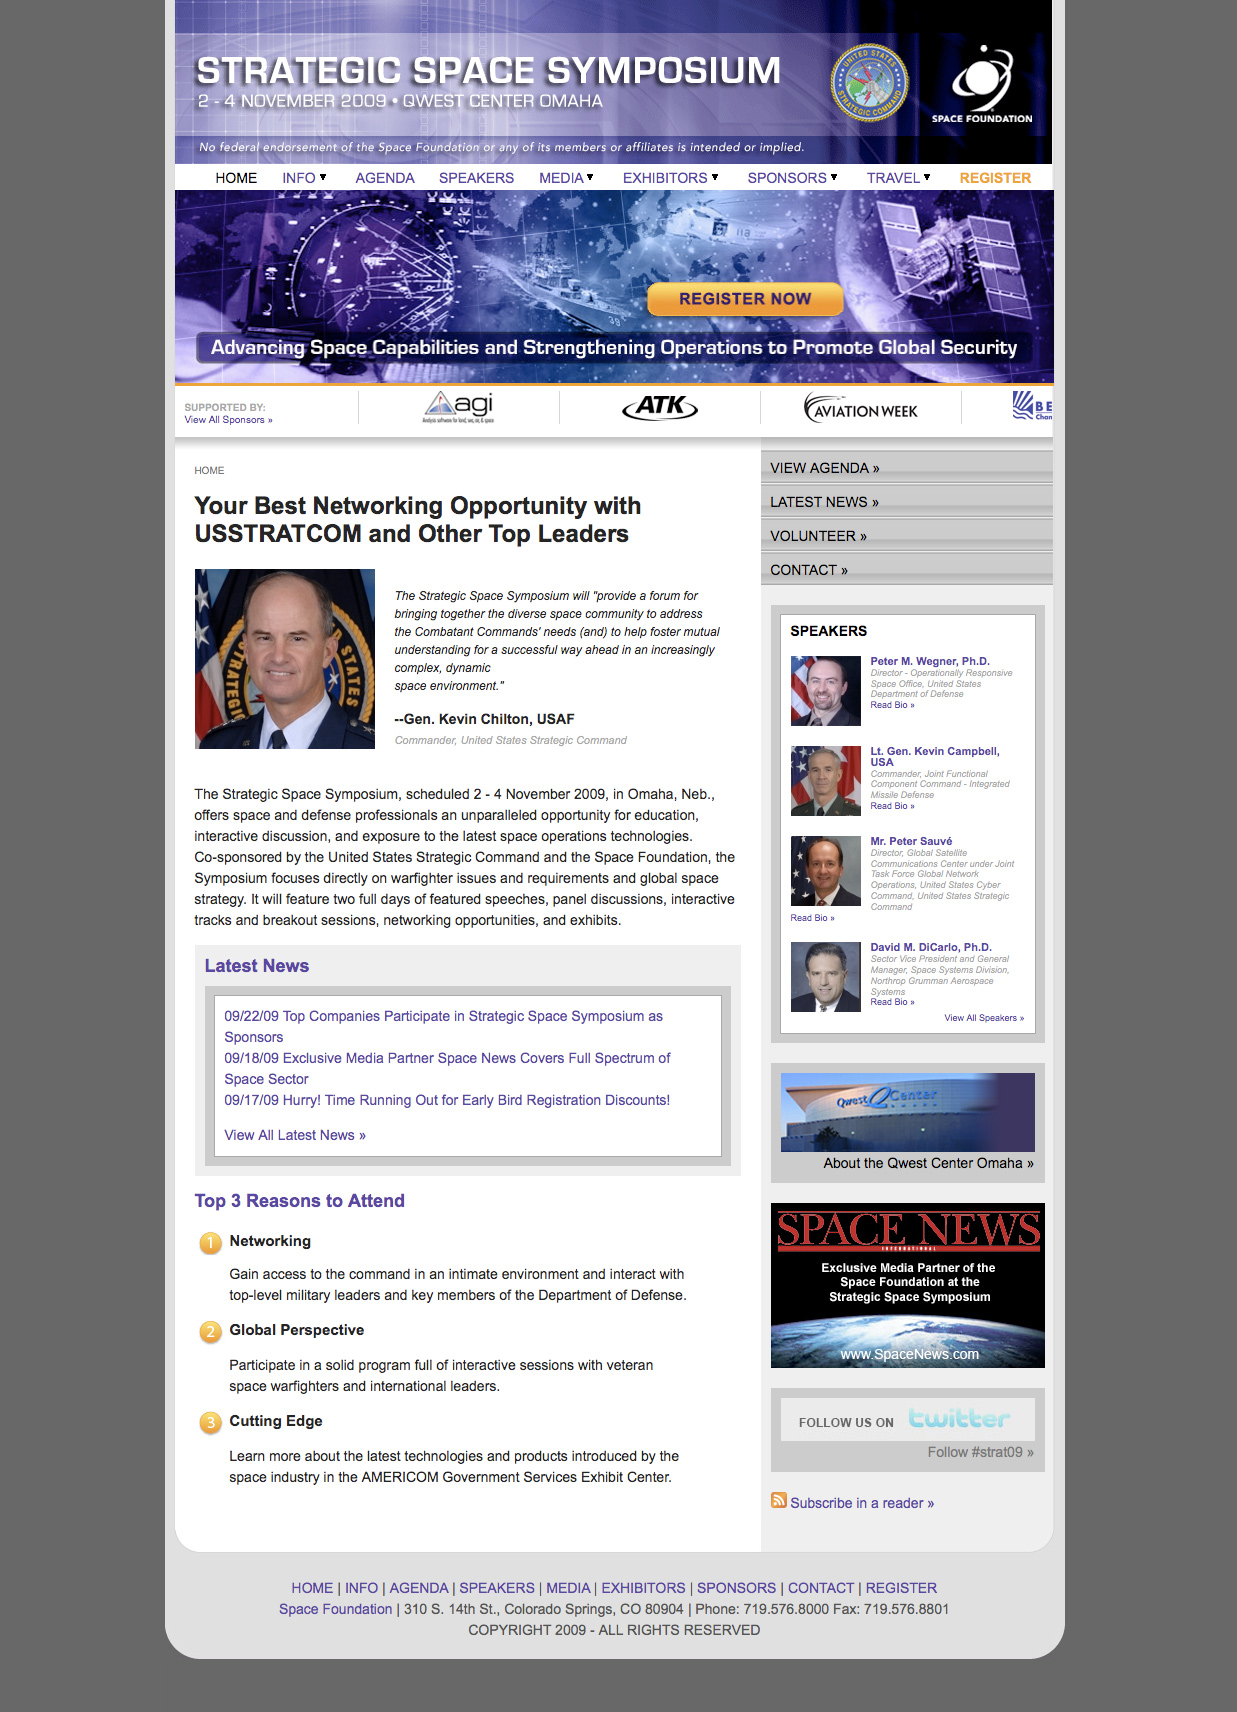 STRATEGIC SPACE SYMPOSIUM
2 - 4 NOVEMBER 2009 • QWEST CENTER OMAHA
UNITED STATES
STRATEGIC COMMAND
SPACE FOUNDATION
No federal endorsement of the Space Foundation or any of its members or affiliates is intended or implied.
HOME INFO AGENDA SPEAKERS MEDIA EXHIBITORS SPONSORS TRAVEL REGISTER
REGISTER NOW
Advancing Space Capabilities and Strengthening Operations to Promote Global Security
SUPPORTED BY:
View All Sponsors »
agi
Analysis software for land, sea, air, & space
ATK
AVIATION WEEK
BE
Chan
HOME
Your Best Networking Opportunity with
USSTRATCOM and Other Top Leaders
The Strategic Space Symposium will "provide a forum for
bringing together the diverse space community to address
the Combatant Commands' needs (and) to help foster mutual
understanding for a successful way ahead in an increasingly
complex, dynamic
space environment."
--Gen. Kevin Chilton, USAF
Commander, United States Strategic Command
The Strategic Space Symposium, scheduled 2 - 4 November 2009, in Omaha, Neb.,
offers space and defense professionals an unparalleled opportunity for education,
interactive discussion, and exposure to the latest space operations technologies.
Co-sponsored by the United States Strategic Command and the Space Foundation, the
Symposium focuses directly on warfighter issues and requirements and global space
strategy. It will feature two full days of featured speeches, panel discussions, interactive
tracks and breakout sessions, networking opportunities, and exhibits.
Latest News
09/22/09 Top Companies Participate in Strategic Space Symposium as
Sponsors
09/18/09 Exclusive Media Partner Space News Covers Full Spectrum of
Space Sector
09/17/09 Hurry! Time Running Out for Early Bird Registration Discounts!
View All Latest News »
Top 3 Reasons to Attend
1 Networking
Gain access to the command in an intimate environment and interact with
top-level military leaders and key members of the Department of Defense.
2 Global Perspective
Participate in a solid program full of interactive sessions with veteran
space warfighters and international leaders.
3 Cutting Edge
Learn more about the latest technologies and products introduced by the
space industry in the AMERICOM Government Services Exhibit Center.
VIEW AGENDA »
LATEST NEWS »
VOLUNTEER »
CONTACT »
SPEAKERS
Peter M. Wegner, Ph.D.
Director - Operationally Responsive
Space Office, United States
Department of Defense
Read Bio »
Lt. Gen. Kevin Campbell,
USA
Commander, Joint Functional
Component Command - Integrated
Missile Defense
Read Bio »
Mr. Peter Sauvé
Director, Global Satellite
Communications Center under Joint
Task Force Global Network
Operations, United States Cyber
Command, United States Strategic
Command
Read Bio »
David M. DiCarlo, Ph.D.
Sector Vice President and General
Manager, Space Systems Division,
Northrop Grumman Aerospace
Systems
Read Bio »
View All Speakers »
Qwest Center
About the Qwest Center Omaha »
SPACE NEWS
INTERNATIONAL
Exclusive Media Partner of the
Space Foundation at the
Strategic Space Symposium
www.SpaceNews.com
FOLLOW US ON twitter
Follow #strat09 »
Subscribe in a reader »
HOME | INFO | AGENDA | SPEAKERS | MEDIA | EXHIBITORS | SPONSORS | CONTACT | REGISTER
Space Foundation | 310 S. 14th St., Colorado Springs, CO 80904 | Phone: 719.576.8000 Fax: 719.576.8801
COPYRIGHT 2009 - ALL RIGHTS RESERVED